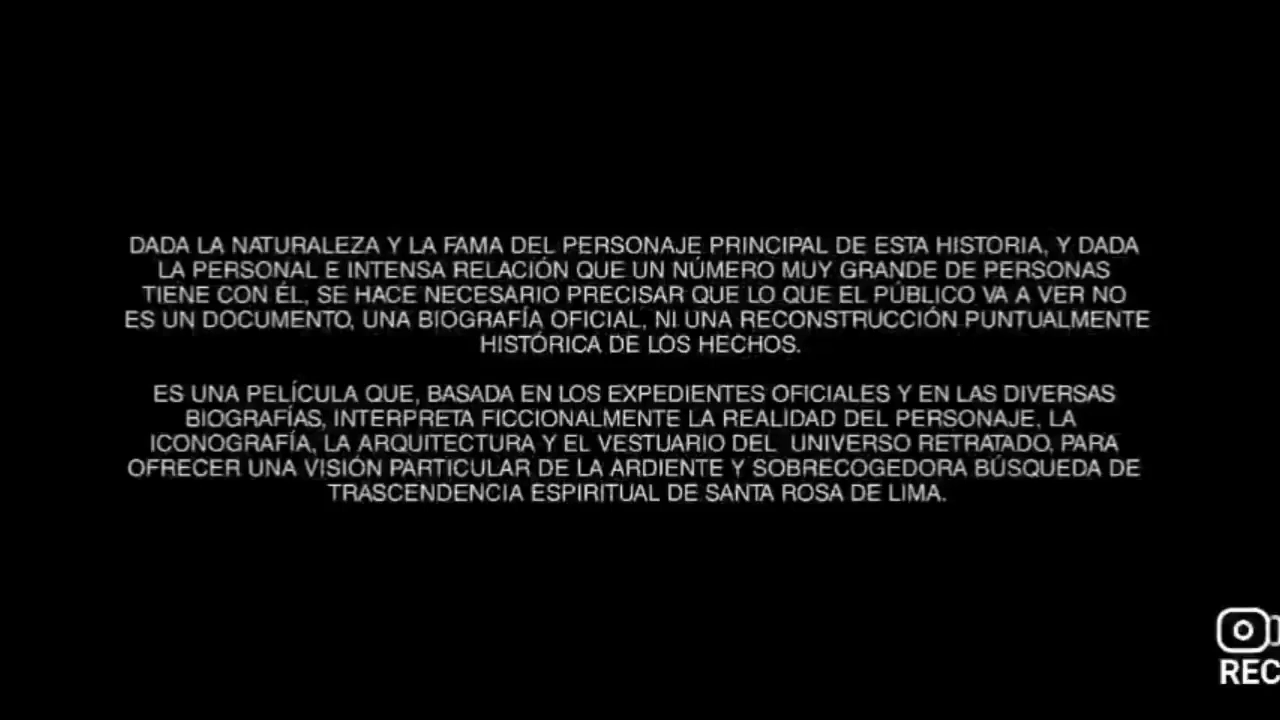 DADA LA NATURALEZA Y LA FAMA DEL PERSONAJE PRINCIPAL DE ESTA HISTORIA, Y DADA
LA PERSONAL E INTENSA RELACIÓN QUE UN NÚMERO MUY GRANDE DE PERSONAS
TIENE CON ÉL, SE HACE NECESARIO PRECISAR QUE LO QUE EL PÚBLICO VA A VER NO
ES UN DOCUMENTO, UNA BIOGRAFÍA OFICIAL, NI UNA RECONSTRUCCIÓN PUNTUALMENTE
HISTÓRICA DE LOS HECHOS.
ES UNA PELÍCULA QUE, BASADA EN LOS EXPEDIENTES OFICIALES Y EN LAS DIVERSAS
BIOGRAFÍAS, INTERPRETA FICCIONALMENTE LA REALIDAD DEL PERSONAJE, LA
ICONOGRAFÍA, LA ARQUITECTURA Y EL VESTUARIO DEL UNIVERSO RETRATADO, PARA
OFRECER UNA VISIÓN PARTICULAR DE LA ARDIENTE Y SOBRECOGEDORA BÚSQUEDA DE
TRASCENDENCIA ESPIRITUAL DE SANTA ROSA DE LIMA.
REC